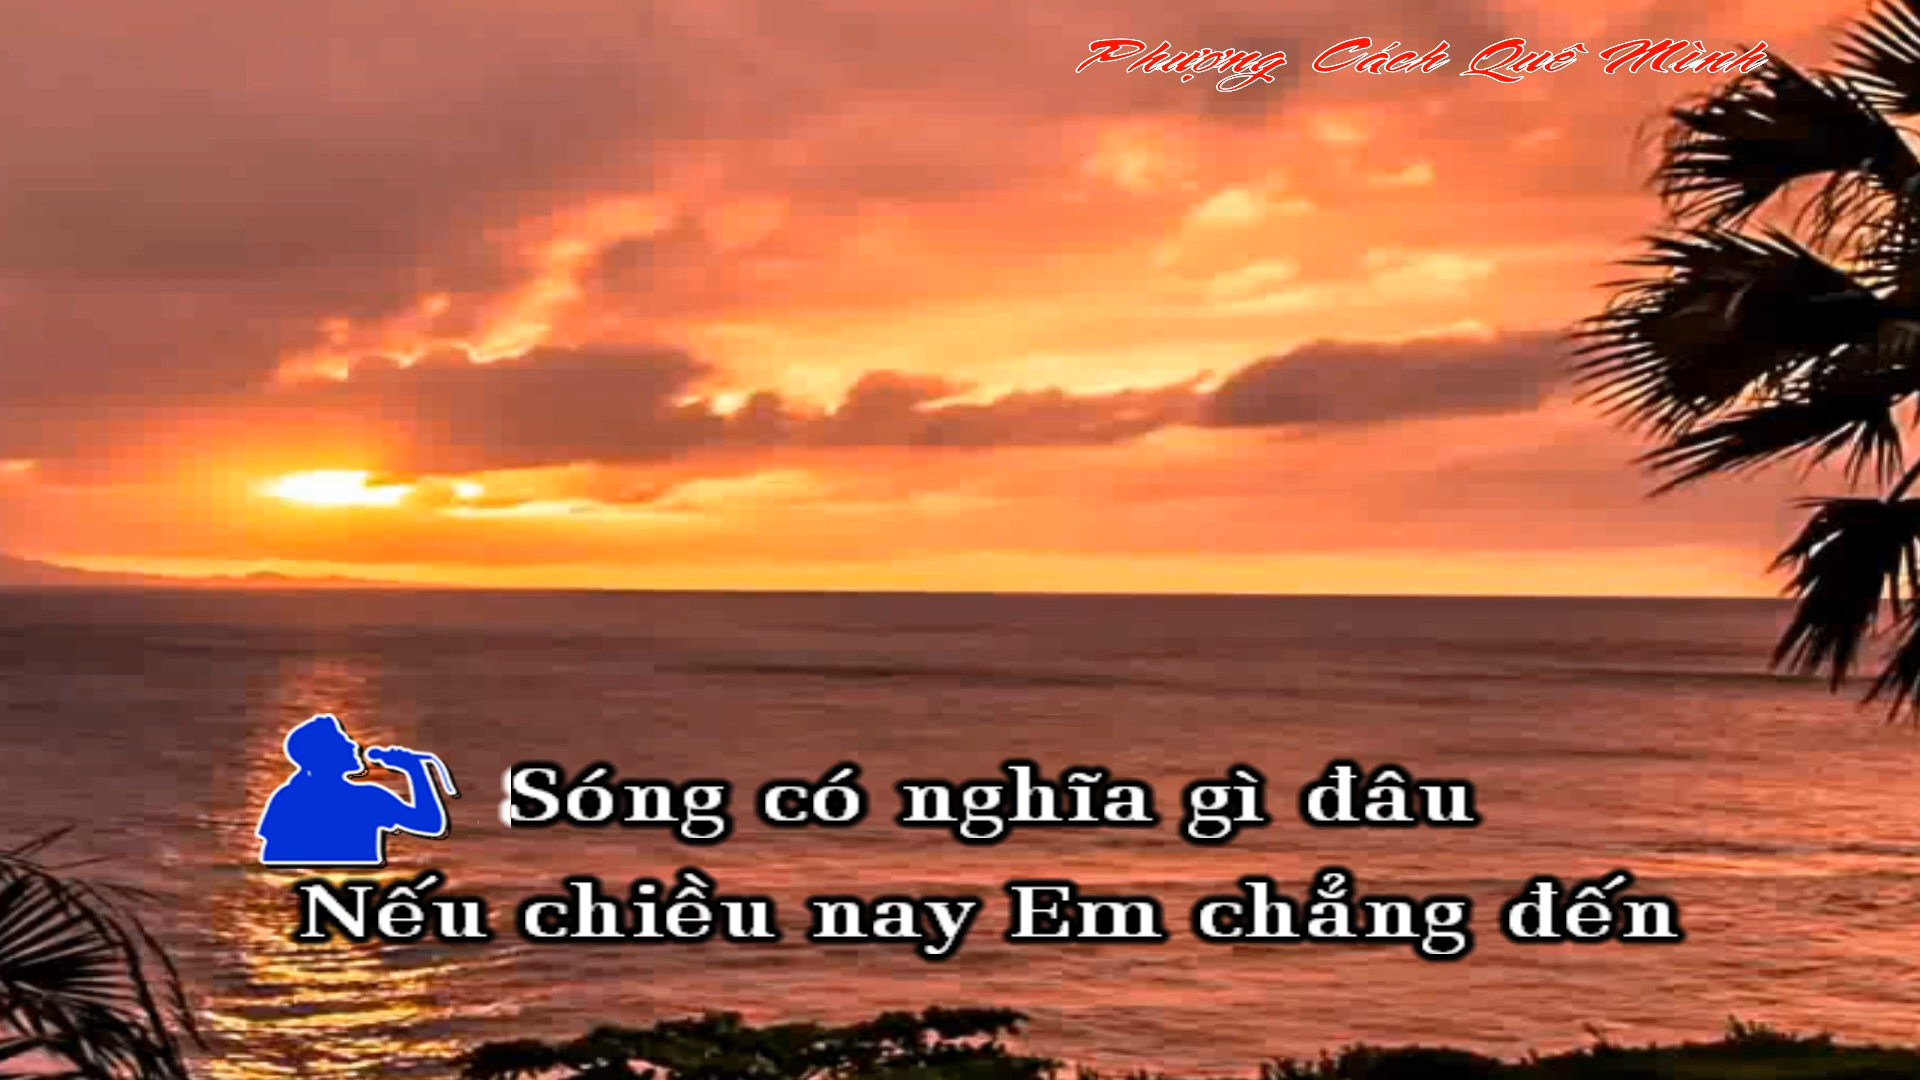 Phượng Cách Quê Mình
Sóng có nghĩa gì đâu
Nếu chiều nay Em chẳng đến